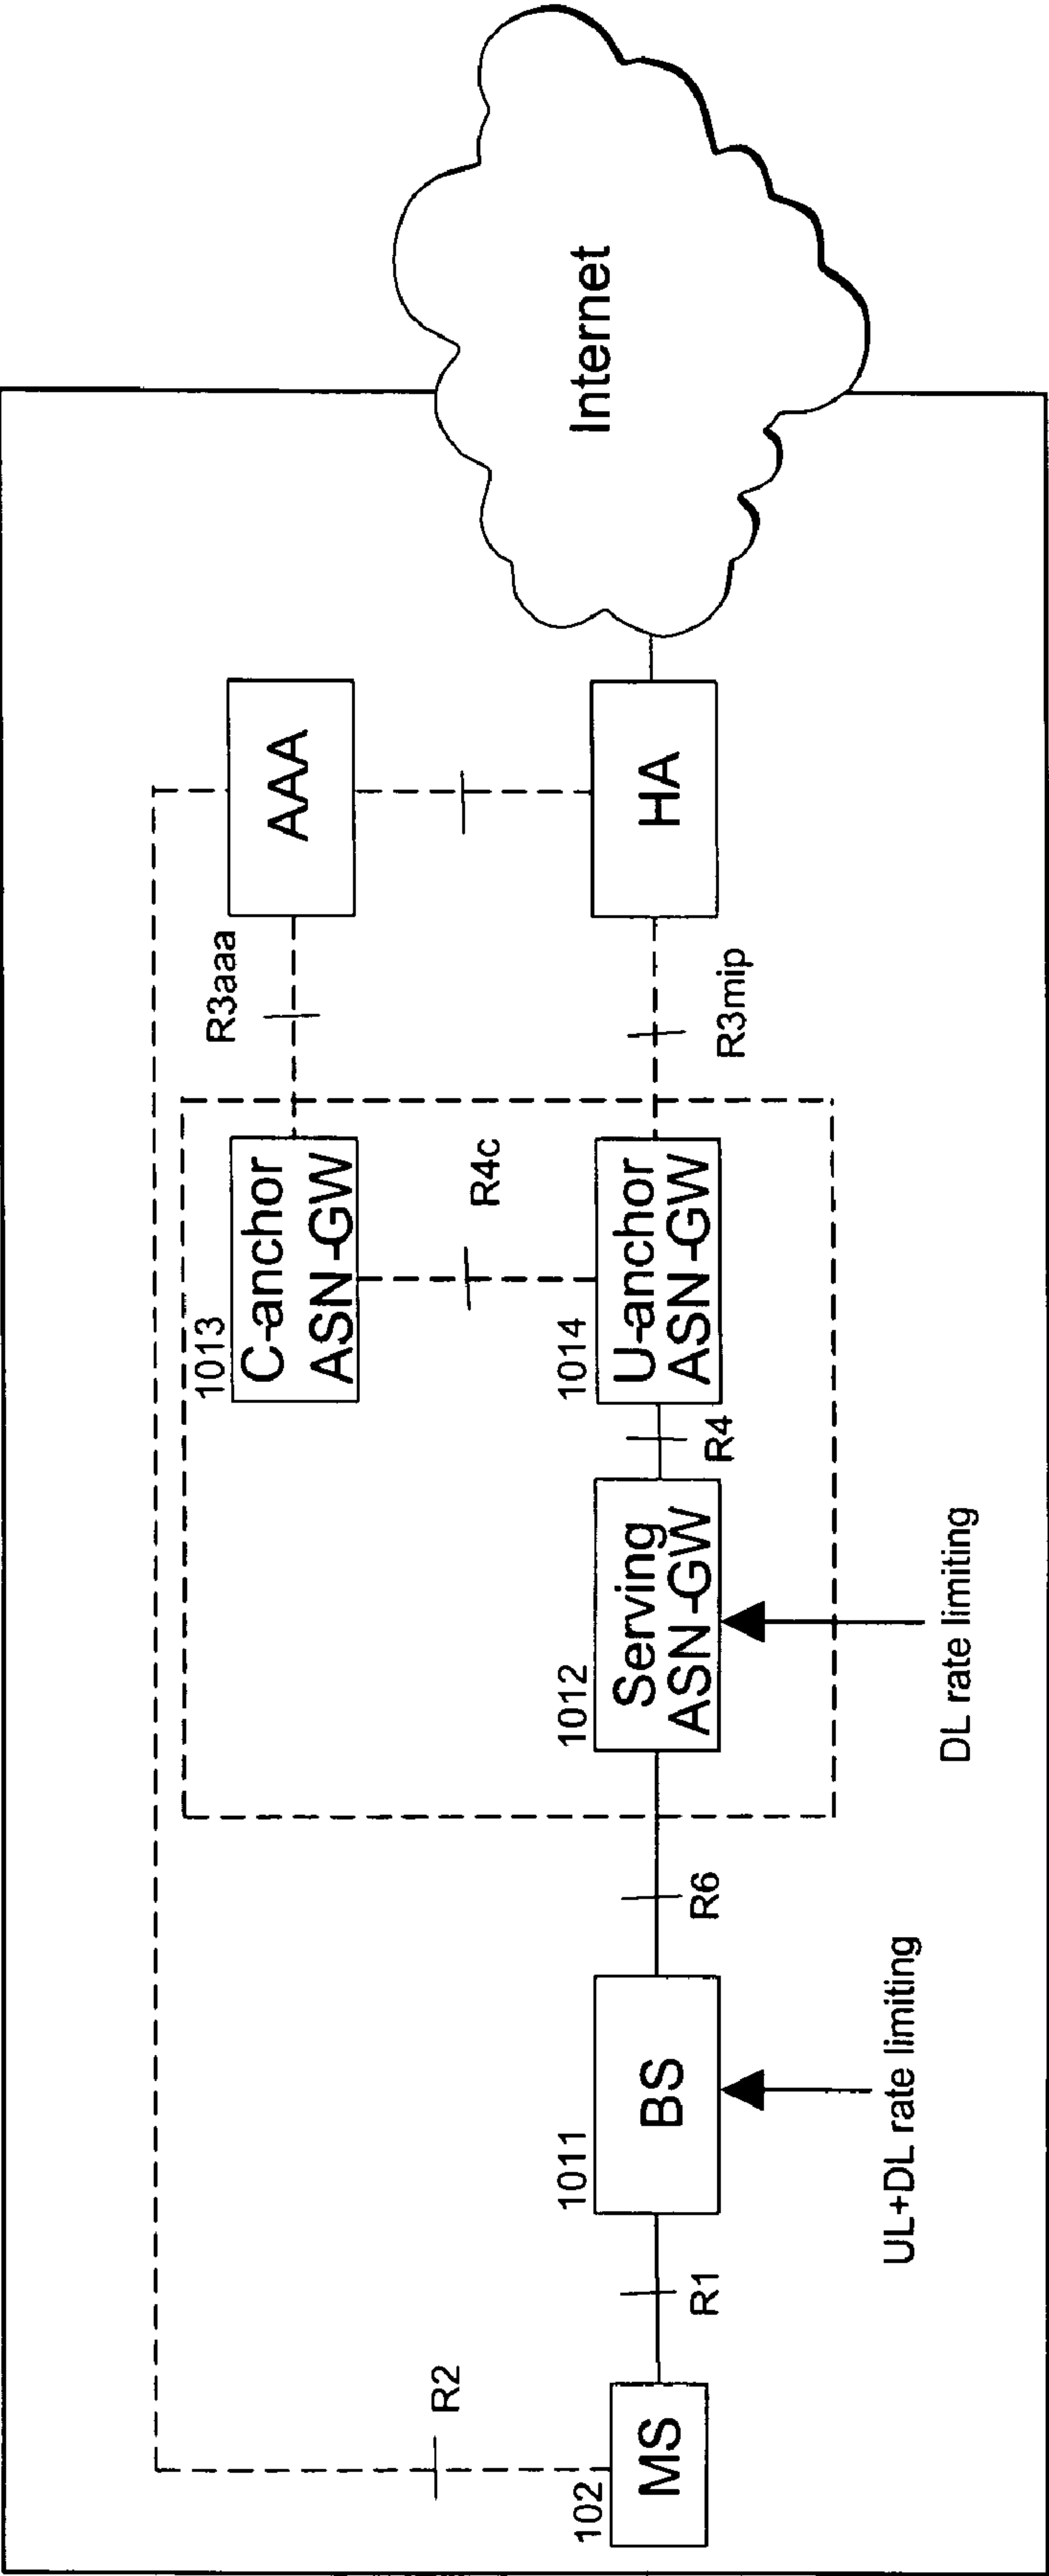 R2
102
MS
R1
1011
BS
UL+DL rate limiting
R6
1012
Serving
ASN-GW
DL rate limiting
R4
1013
C-anchor
ASN-GW
R4c
1014
U-anchor
ASN-GW
R3aaa
R3mip
AAA
HA
Internet